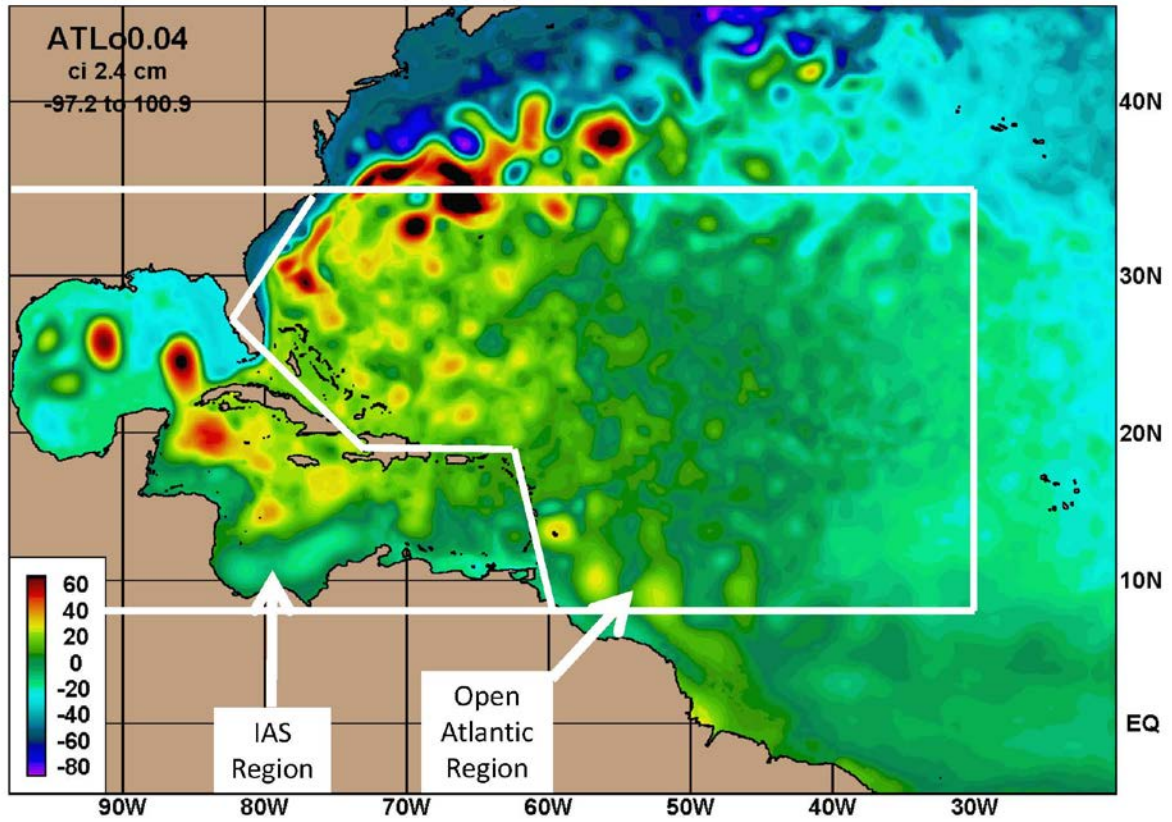 ATLo0.04
ci 2.4 cm
-97.2 to 100.9
40N
30N
20N
10N
EQ
60
40
20
0
-20
-40
-60
-80
IAS
Region
Open
Atlantic
Region
90W 80W 70W 60W 50W 40W 30W